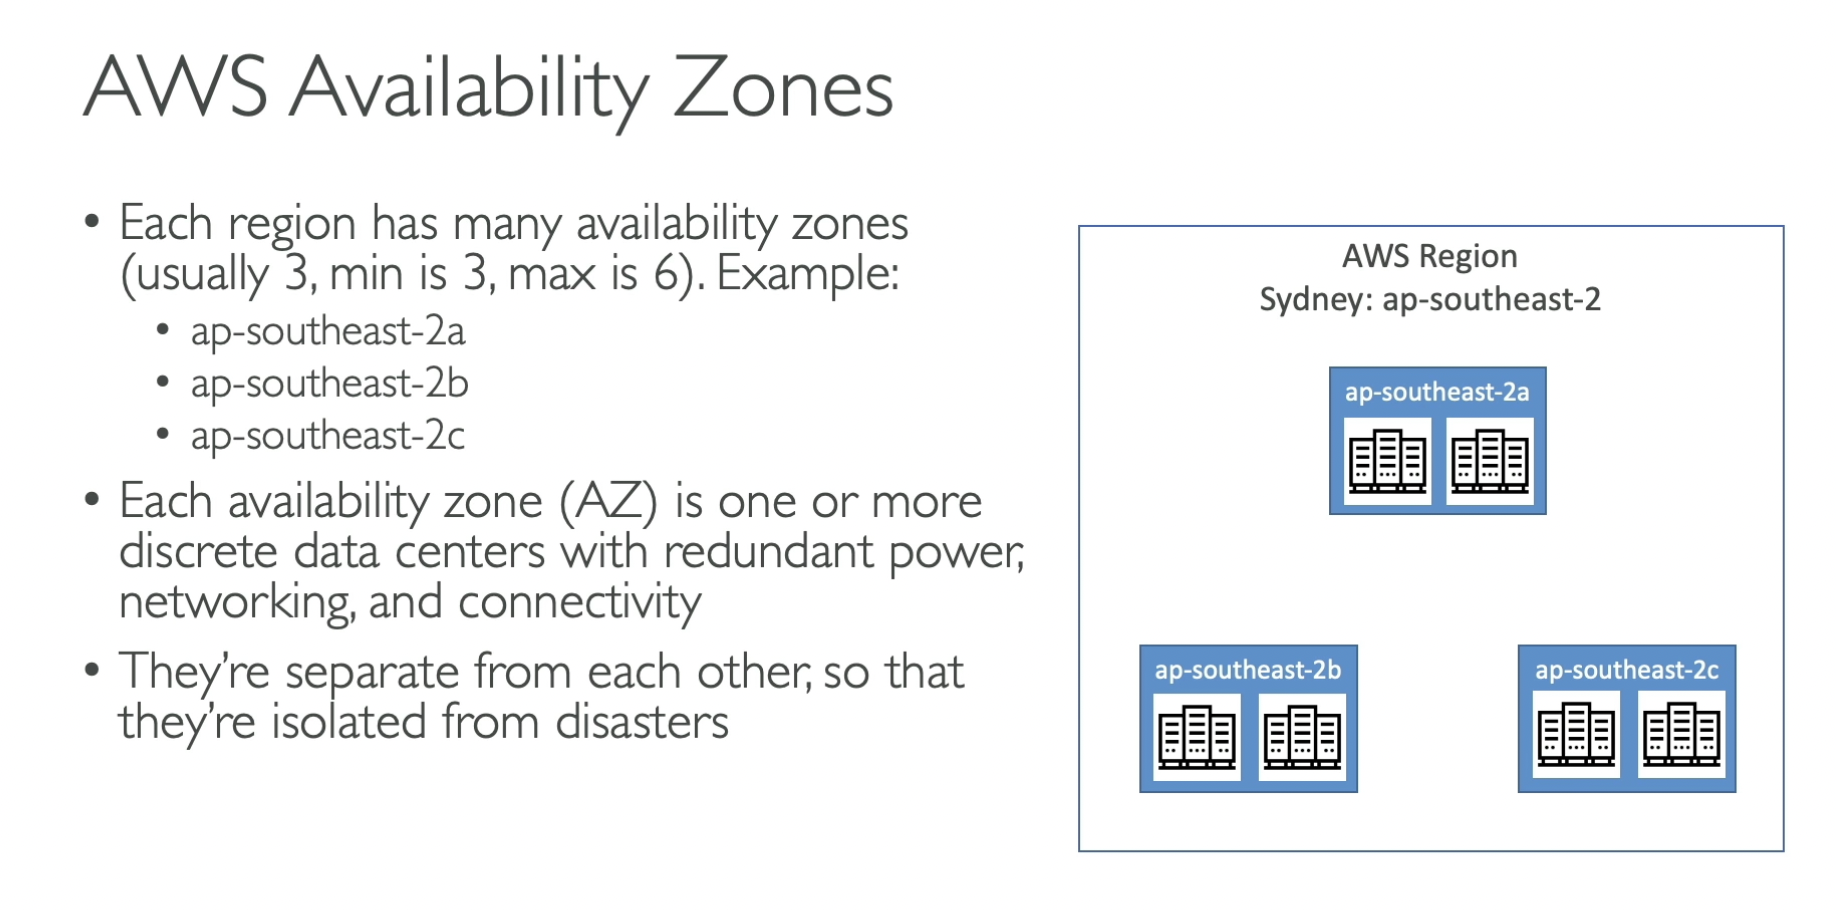 AWS Availability Zones
• Each region has many availability zones
(usually 3, min is 3, max is 6). Example:
• ap-southeast-2a
• ap-southeast-2b
• ap-southeast-2c
• Each availability zone (AZ) is one or more
discrete data centers with redundant power,
networking, and connectivity
• They’re separate from each other, so that
they’re isolated from disasters
AWS Region
Sydney: ap-southeast-2
ap-southeast-2a
ap-southeast-2b
ap-southeast-2c